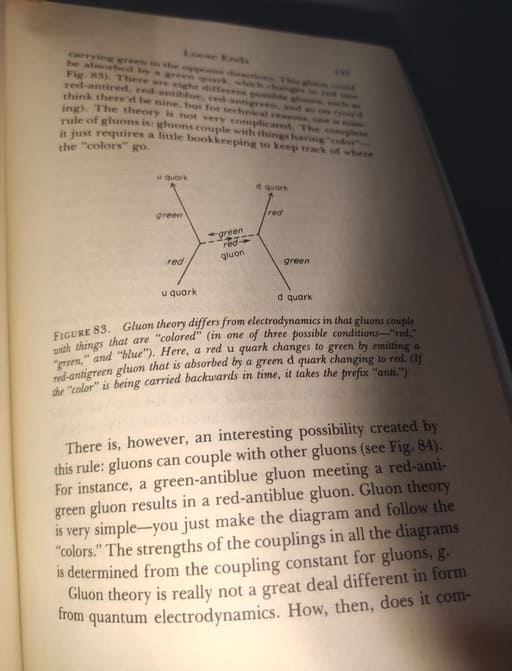 Loose Ends
137
carrying green in the opposite direction). This gluon could
be absorbed by a green quark, which changes to red (see
Fig. 83). There are eight different possible gluons, such as
red-antired, red-antiblue, red-antigreen, and so on (you'd
think there'd be nine, but for technical reasons, one is miss-
ing). The theory is not very complicated. The complete
rule of gluons is: gluons couple with things having "color"—
it just requires a little bookkeeping to keep track of where
the "colors" go.
u quark
d quark
green
red
green
red
gluon
red
green
u quark
d quark
FIGURE 83. Gluon theory differs from electrodynamics in that gluons couple
with things that are "colored" (in one of three possible conditions—"red,"
"green," and "blue"). Here, a red u quark changes to green by emitting a
red-antigreen gluon that is absorbed by a green d quark changing to red. (If
the "color" is being carried backwards in time, it takes the prefix "anti.")
There is, however, an interesting possibility created by
this rule: gluons can couple with other gluons (see Fig. 84).
For instance, a green-antiblue gluon meeting a red-anti-
green gluon results in a red-antiblue gluon. Gluon theory
is very simple—you just make the diagram and follow the
"colors." The strengths of the couplings in all the diagrams
is determined from the coupling constant for gluons, g.
Gluon theory is really not a great deal different in form
from quantum electrodynamics. How, then, does it com-